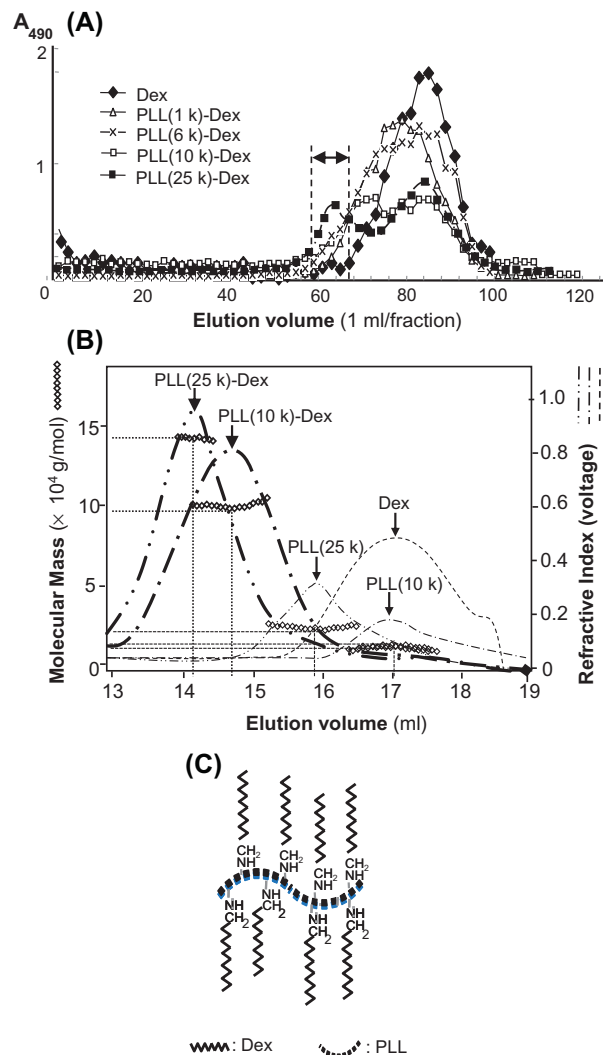 (A)
A490
2
1
0
Dex
PLL(1 k)-Dex
PLL(6 k)-Dex
PLL(10 k)-Dex
PLL(25 k)-Dex
0 20 40 60 80 100 120
Elution volume (1 ml/fraction)
(B)
PLL(25 k)-Dex
PLL(10 k)-Dex
Dex
PLL(25 k)
PLL(10 k)
Molecular Mass (× 10⁴ g/mol)
15
10
5
0
Refractive Index (voltage)
1.0
0.8
0.6
0.4
0.2
0
13 14 15 16 17 18 19
Elution volume (ml)
(C)
CH2 CH2 CH2 CH2
NH NH NH NH
NH NH NH NH
CH2 CH2 CH2 CH2
: Dex : PLL